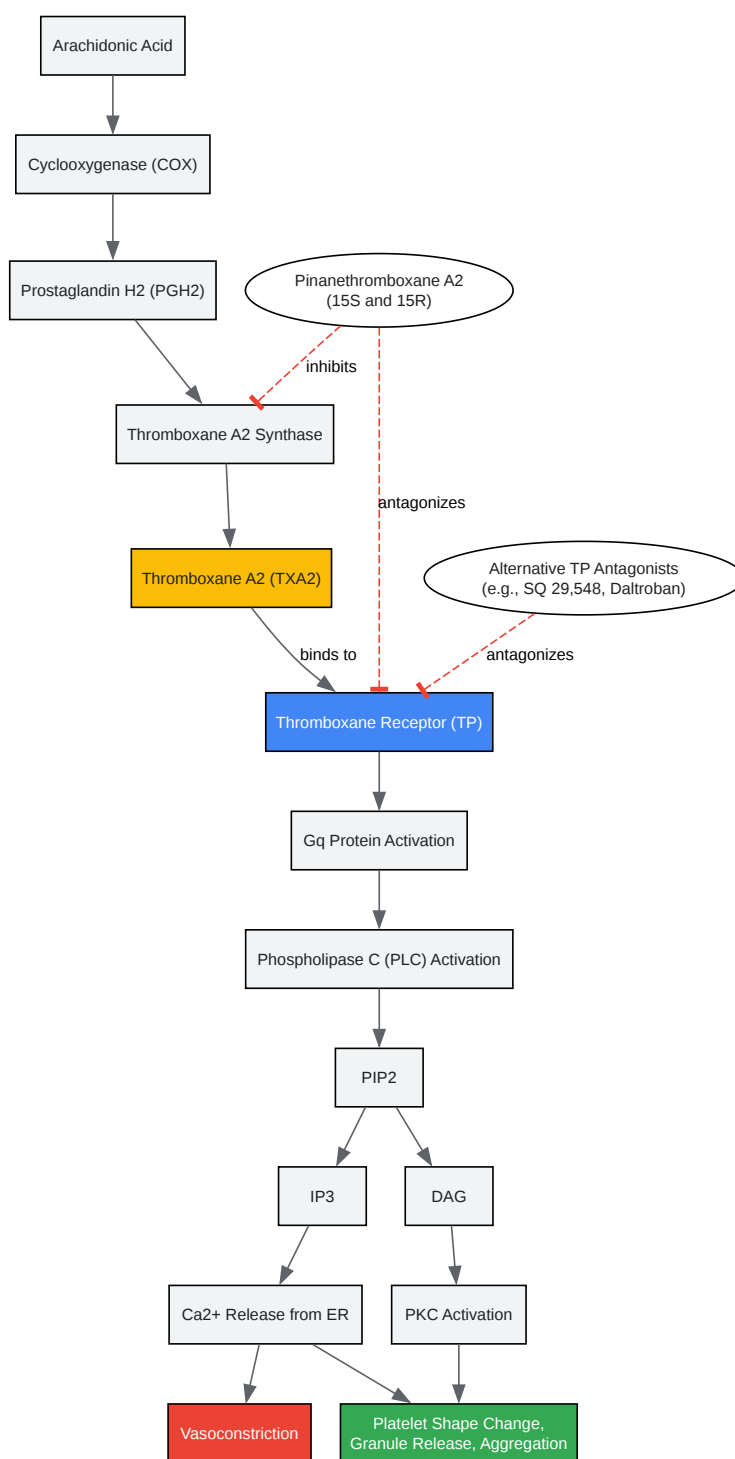 Arachidonic Acid
Cyclooxygenase (COX)
Prostaglandin H2 (PGH2)
Pinanethromboxane A2
(15S and 15R)
inhibits
Thromboxane A2 Synthase
antagonizes
Thromboxane A2 (TXA2)
Alternative TP Antagonists
(e.g., SQ 29,548, Daltroban)
binds to
antagonizes
Thromboxane Receptor (TP)
Gq Protein Activation
Phospholipase C (PLC) Activation
PIP2
IP3
DAG
Ca2+ Release from ER
PKC Activation
Vasoconstriction
Platelet Shape Change,
Granule Release, Aggregation